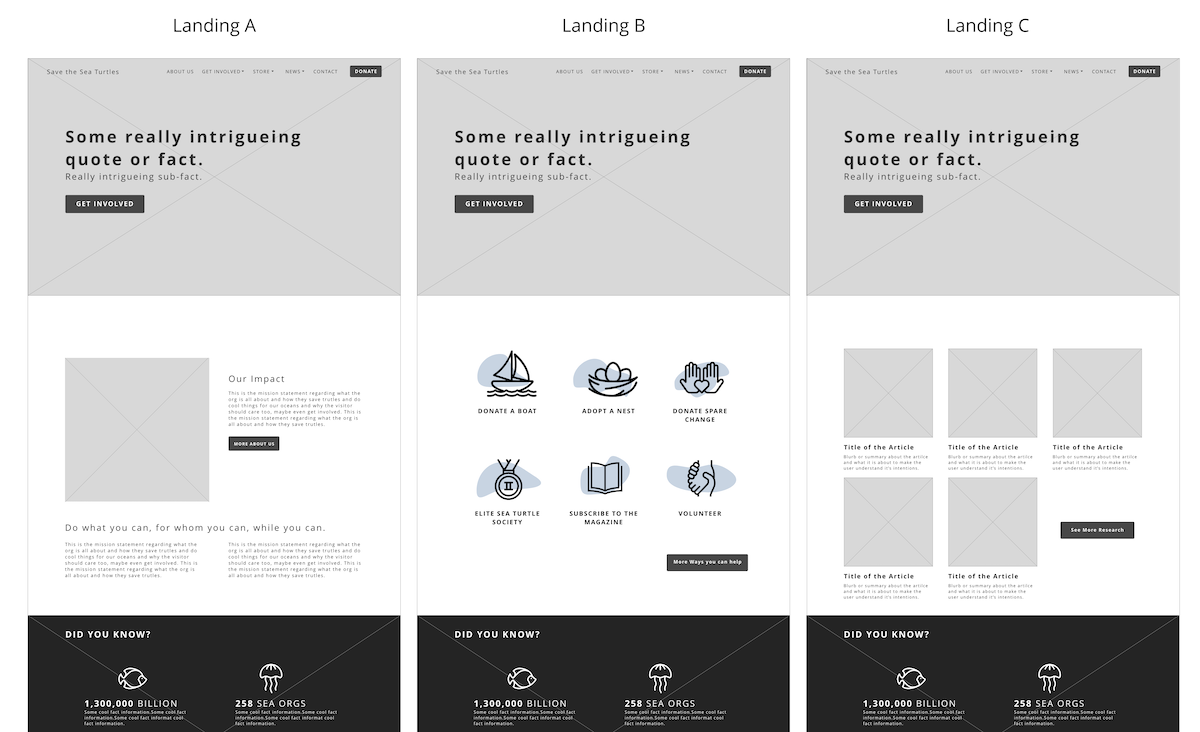 Landing A
Landing B
Landing C
Save the Sea Turtles
ABOUT US
GET INVOLVED
STORE
NEWS
CONTACT
DONATE
Some really intrigueing
quote or fact.
Really intrigueing sub-fact.
GET INVOLVED
Our Impact
This is the mission statement regarding what the
org is all about and how they save trutles and do
cool things for our oceans and why the visitor
should care too, maybe even get involved. This is
the mission statement regarding what the org is
all about and how they save trutles.
MORE ABOUT US
Do what you can, for whom you can, while you can.
This is the mission statement regarding what the
org is all about and how they save trutles and do
cool things for our oceans and why the visitor
should care too, maybe even get involved. This is
the mission statement regarding what the org is
all about and how they save trutles.
This is the mission statement regarding what the
org is all about and how they save trutles and do
cool things for our oceans and why the visitor
should care too, maybe even get involved. This is
the mission statement regarding what the org is
all about and how they save trutles.
DID YOU KNOW?
1,300,000 BILLION
Some cool fact information.Some cool fact
information.Some cool fact informat cool
fact information.
258 SEA ORGS
Some cool fact information.Some cool fact
information.Some cool fact informat cool
fact information.
Save the Sea Turtles
ABOUT US
GET INVOLVED
STORE
NEWS
CONTACT
DONATE
Some really intrigueing
quote or fact.
Really intrigueing sub-fact.
GET INVOLVED
DONATE A BOAT
ADOPT A NEST
DONATE SPARE
CHANGE
ELITE SEA TURTLE
SOCIETY
SUBSCRIBE TO THE
MAGAZINE
VOLUNTEER
More Ways you can help
DID YOU KNOW?
1,300,000 BILLION
Some cool fact information.Some cool fact
information.Some cool fact informat cool
fact information.
258 SEA ORGS
Some cool fact information.Some cool fact
information.Some cool fact informat cool
fact information.
Save the Sea Turtles
ABOUT US
GET INVOLVED
STORE
NEWS
CONTACT
DONATE
Some really intrigueing
quote or fact.
Really intrigueing sub-fact.
GET INVOLVED
Title of the Article
Blurb or summary about the artilce
and what it is about to make the
user understand it's intentions.
Title of the Article
Blurb or summary about the artilce
and what it is about to make the
user understand it's intentions.
Title of the Article
Blurb or summary about the artilce
and what it is about to make the
user understand it's intentions.
Title of the Article
Blurb or summary about the artilce
and what it is about to make the
user understand it's intentions.
Title of the Article
Blurb or summary about the artilce
and what it is about to make the
user understand it's intentions.
See More Research
DID YOU KNOW?
1,300,000 BILLION
Some cool fact information.Some cool fact
information.Some cool fact informat cool
fact information.
258 SEA ORGS
Some cool fact information.Some cool fact
information.Some cool fact informat cool
fact information.